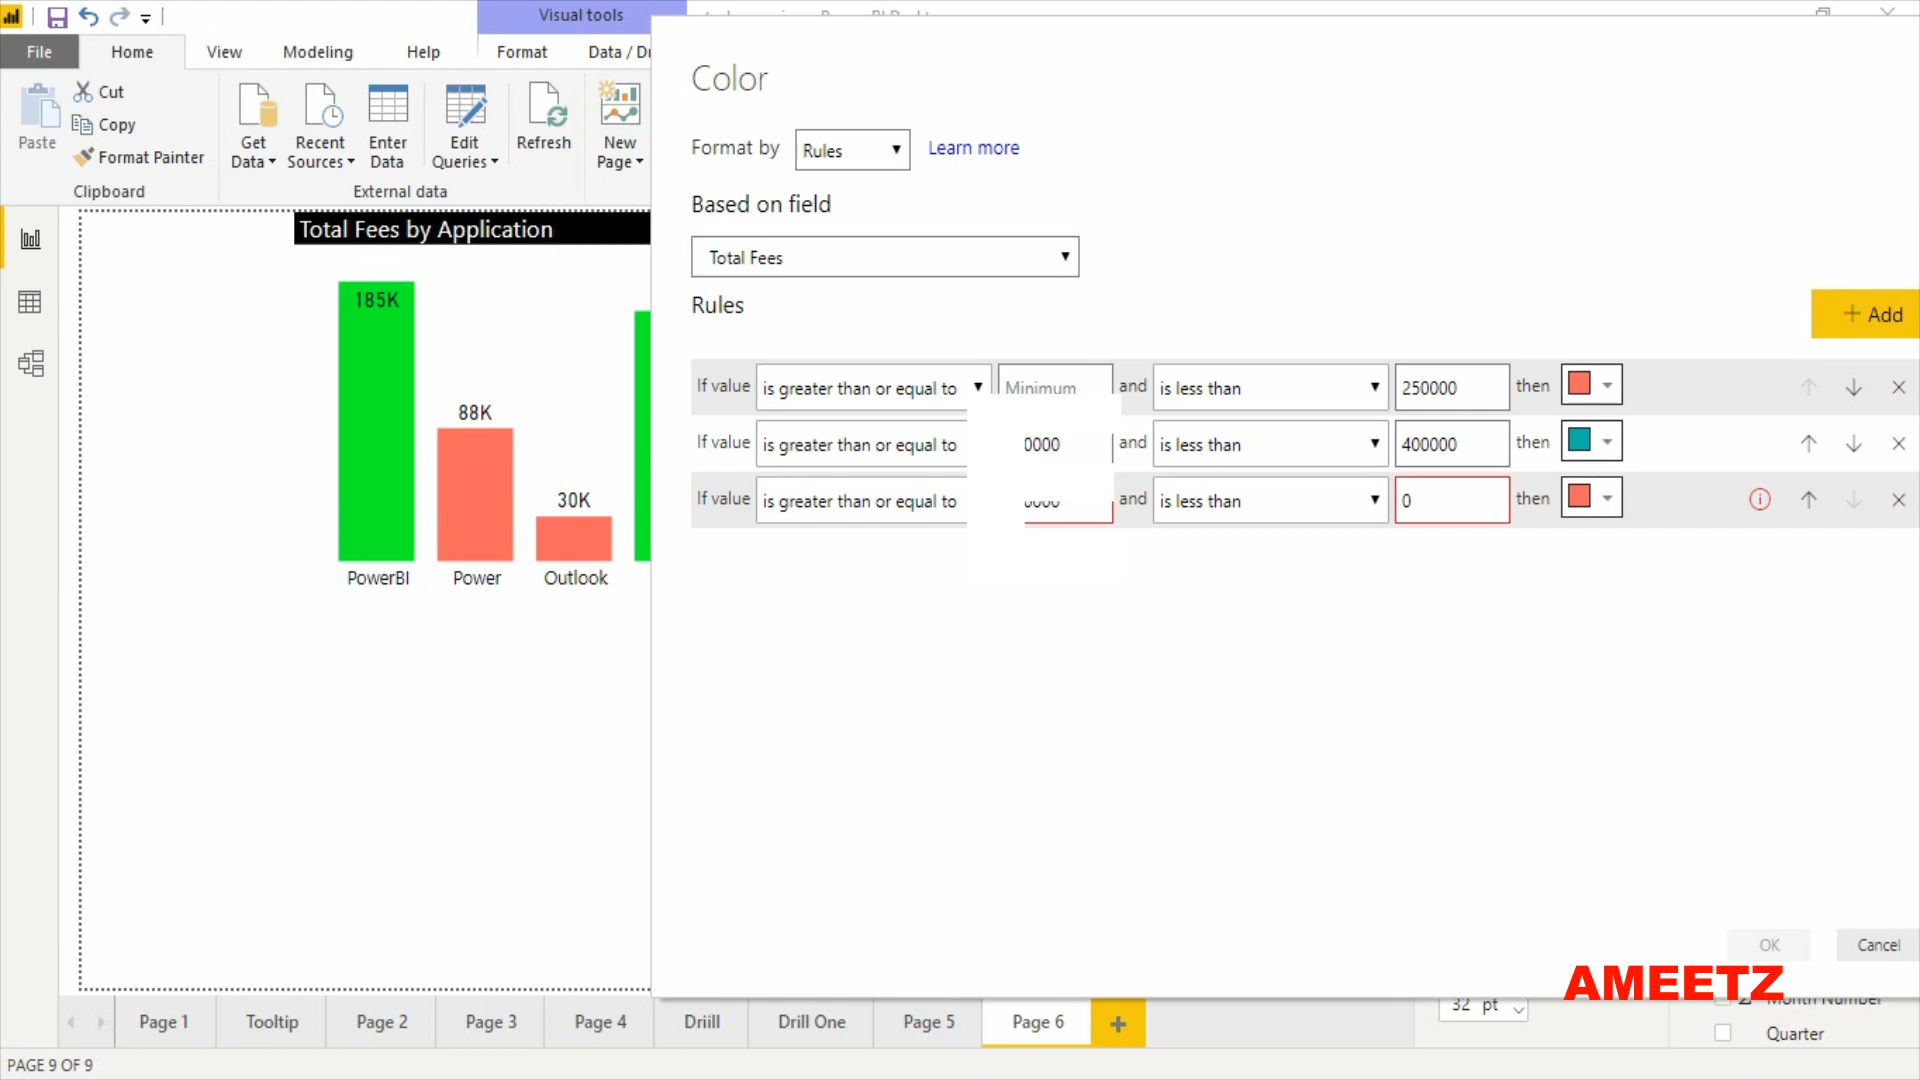 Visual tools
File Home View Modeling Help Format Data / Dr
Paste
Cut
Copy
Format Painter
Clipboard
Get Data
Recent Sources
Enter Data
Edit Queries
Refresh
New Page
External data
Total Fees by Application
185K
88K
30K
PowerBI Power Outlook
Color
Format by Rules Learn more
Based on field
Total Fees
Rules
+ Add
If value is greater than or equal to Minimum and is less than 250000 then
If value is greater than or equal to 0000 and is less than 400000 then
If value is greater than or equal to and is less than 0 then
OK Cancel
AMEETZ
32 pt
Month Number
Quarter
Page 1 Tooltip Page 2 Page 3 Page 4 Driill Drill One Page 5 Page 6
PAGE 9 OF 9